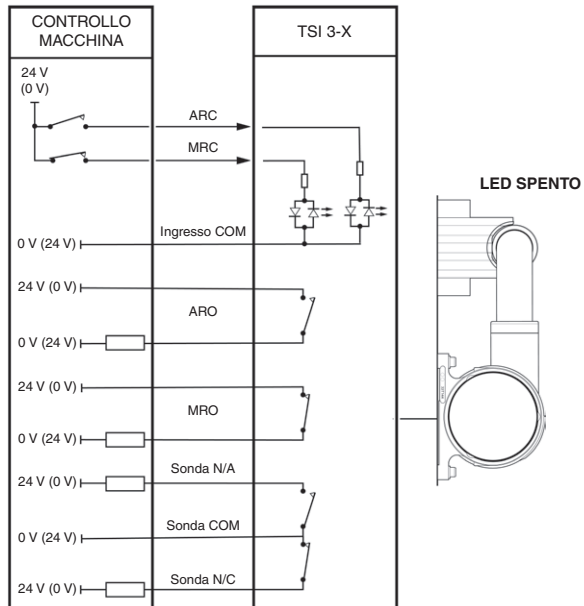 CONTROLLO
MACCHINA
TSI 3-X
24 V
(0 V)
ARC
MRC
LED SPENTO
Ingresso COM
0 V (24 V)
24 V (0 V)
ARO
0 V (24 V)
24 V (0 V)
MRO
0 V (24 V)
Sonda N/A
24 V (0 V)
Sonda COM
0 V (24 V)
Sonda N/C
24 V (0 V)